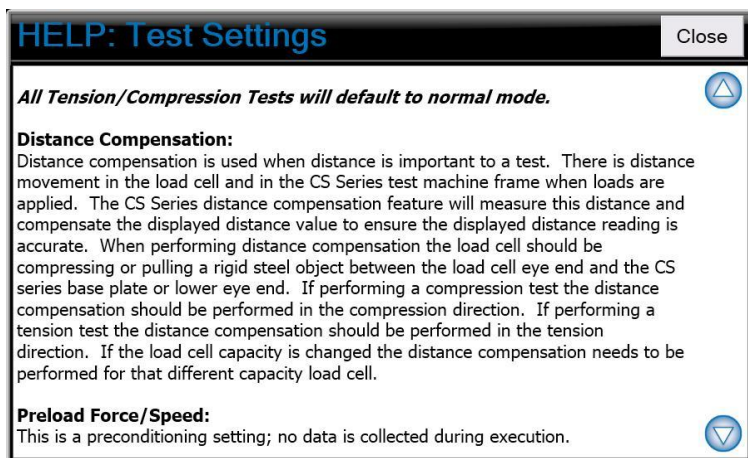 HELP: Test Settings
Close
All Tension/Compression Tests will default to normal mode.
Distance Compensation:
Distance compensation is used when distance is important to a test.  There is distance
movement in the load cell and in the CS Series test machine frame when loads are
applied.  The CS Series distance compensation feature will measure this distance and
compensate the displayed distance value to ensure the displayed distance reading is
accurate.  When performing distance compensation the load cell should be
compressing or pulling a rigid steel object between the load cell eye end and the CS
series base plate or lower eye end.  If performing a compression test the distance
compensation should be performed in the compression direction.  If performing a
tension test the distance compensation should be performed in the tension
direction.  If the load cell capacity is changed the distance compensation needs to be
performed for that different capacity load cell.
Preload Force/Speed:
This is a preconditioning setting; no data is collected during execution.